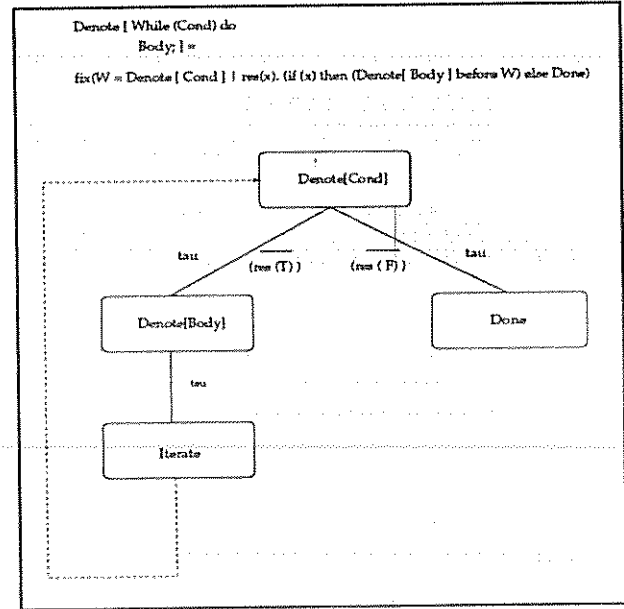 Denote [ While (Cond) do
Body; ] =
fix(W = Denote [ Cond ] | res(x). (if (x) then (Denote[ Body ] before W) else Done)
Denote[Cond]
tau (res (T) ) (res ( F) ) tau
Denote[Body] Done
tau
Iterate